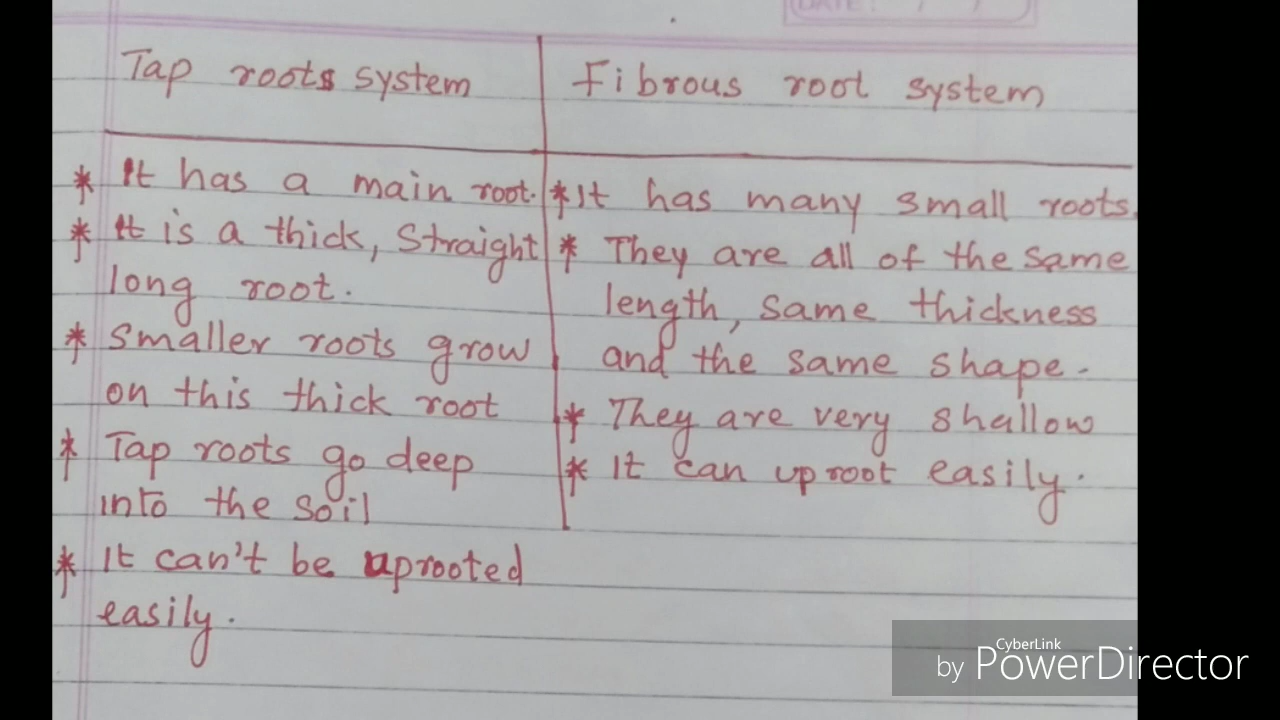 DATE: / /
Tap roots system
* It has a main root.
* It is a thick, Straight
long root.
* Smaller roots grow
on this thick root
* Tap roots go deep
into the soil
* It can't be uprooted
easily.
Fibrous root system
* It has many small roots.
* They are all of the same
length, same thickness
and the same shape.
* They are very shallow
* It can uproot easily.
CyberLink
by PowerDirector